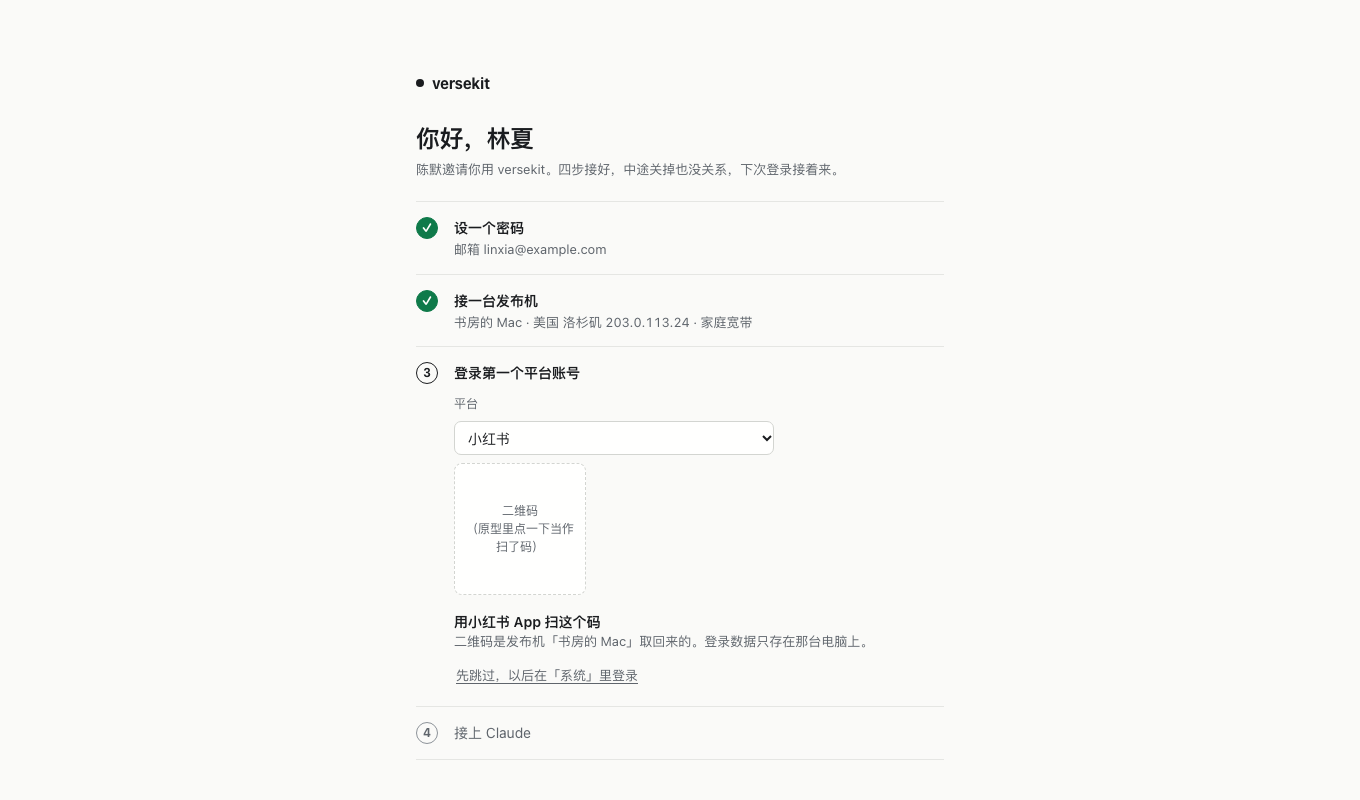 versekit
你好，林夏
陈默邀请你用 versekit。四步接好，中途关掉也没关系，下次登录接着来。
设一个密码
邮箱 linxia@example.com
接一台发布机
书房的 Mac · 美国 洛杉矶 203.0.113.24 · 家庭宽带
3 登录第一个平台账号
平台
小红书
二维码
（原型里点一下当作
扫了码）
用小红书 App 扫这个码
二维码是发布机「书房的 Mac」取回来的。登录数据只存在那台电脑上。
先跳过，以后在「系统」里登录
4 接上 Claude